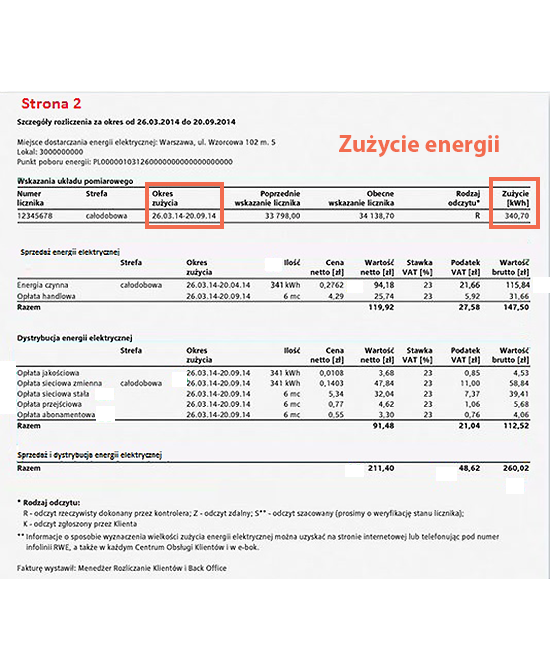 Strona 2
Szczegóły rozliczenia za okres od 26.03.2014 do 20.09.2014
Miejsce dostarczania energii elektrycznej: Warszawa, ul. Wzorcowa 102 m. 5
Lokal: 3000000000
Zużycie energii
Wskazania układu pomiarowego
Numer licznika Strefa Okres zużycia Poprzednie wskazanie licznika Obecne wskazanie licznika Rodzaj odczytu* Zużycie [kWh]
12345678 całodobowa 26.03.14-20.09.14 33 798,00 34 138,70 R 340,70
Sprzedaż energii elektrycznej
Strefa Okres zużycia Ilość Cena netto [zł] Wartość netto [zł] Stawka VAT [%] Podatek VAT [zł] Wartość brutto [zł]
Energia czynna całodobowa 26.03.14-20.04.14 341 kWh 0,2762 94,18 23 21,66 115,84
Opłata handlowa 26.03.14-20.09.14 6 mc 4,29 25,74 23 5,92 31,66
Razem 119,92 27,58 147,50
Dystrybucja energii elektrycznej
Strefa Okres zużycia Ilość Cena netto [zł] Wartość netto [zł] Stawka VAT [%] Podatek VAT [zł] Wartość brutto [zł]
Opłata jakościowa 26.03.14-20.09.14 341 kWh 0,0108 3,68 23 0,85 4,53
Opłata sieciowa zmienna całodobowa 26.03.14-20.09.14 341 kWh 0,1403 47,84 23 11,00 58,84
Opłata sieciowa stała 26.03.14-20.09.14 6 mc 5,34 32,04 23 7,37 39,41
Opłata przejściowa 26.03.14-20.09.14 6 mc 0,77 4,62 23 1,06 5,68
Opłata abonamentowa 26.03.14-20.09.14 6 mc 0,55 3,30 23 0,76 4,06
Razem 91,48 21,04 112,52
Sprzedaż i dystrybucja energii elektrycznej
Razem 211,40 48,62 260,02
* Rodzaj odczytu:
R - odczyt rzeczywisty dokonany przez kontrolera; Z - odczyt zdalny; S** - odczyt szacowany (prosimy o weryfikację stanu licznika);
K - odczyt zgłoszony przez Klienta
** Informacje o sposobie wyznaczenia wielkości zużycia energii elektrycznej można uzyskać na stronie internetowej lub telefonując pod numer
infolinii RWE, a także w każdym Centrum Obsługi Klientów i w e-bok.
Fakturę wystawił: Menedżer Rozliczanie Klientów i Back Office